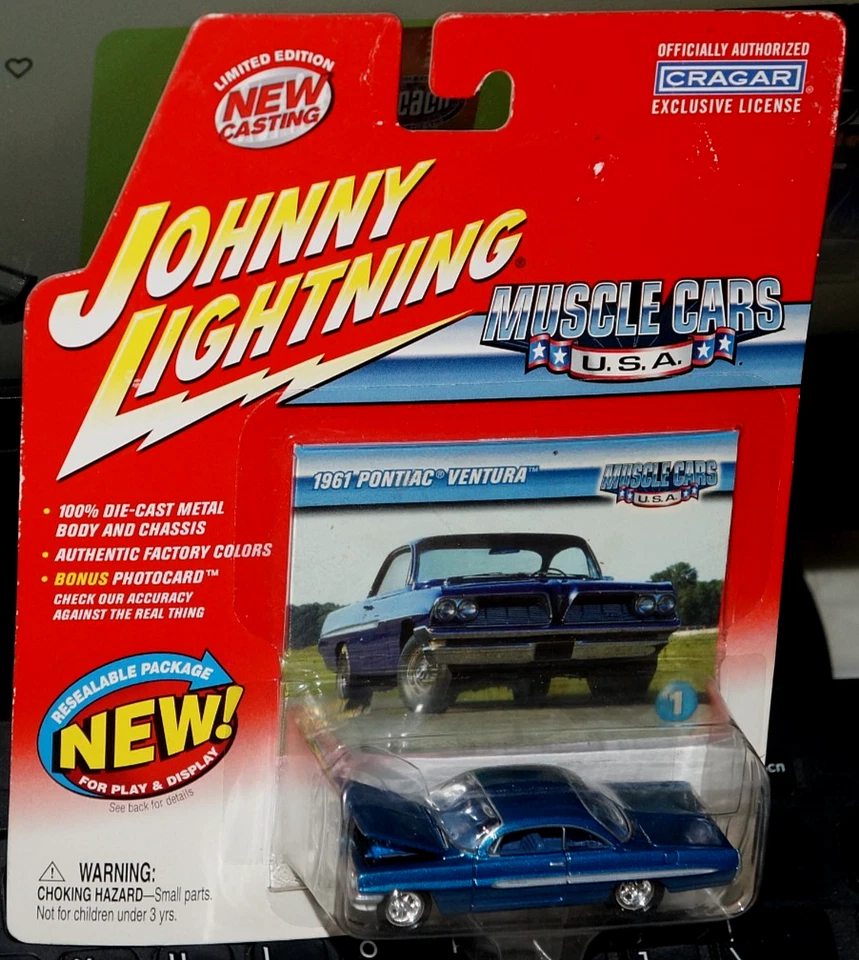 LIMITED EDITION
NEW
CASTING
OFFICIALLY AUTHORIZED
CRAGAR®
EXCLUSIVE LICENSE
JOHNNY
LIGHTNING®
MUSCLE CARS
U.S.A.
1961 PONTIAC® VENTURA™
MUSCLE CARS
U.S.A.
• 100% DIE-CAST METAL
BODY AND CHASSIS
• AUTHENTIC FACTORY COLORS
• BONUS PHOTOCARD™
CHECK OUR ACCURACY
AGAINST THE REAL THING
RESEALABLE PACKAGE
NEW!
FOR PLAY & DISPLAY
See back for details
1
cn
⚠ WARNING:
CHOKING HAZARD—Small parts.
Not for children under 3 yrs.